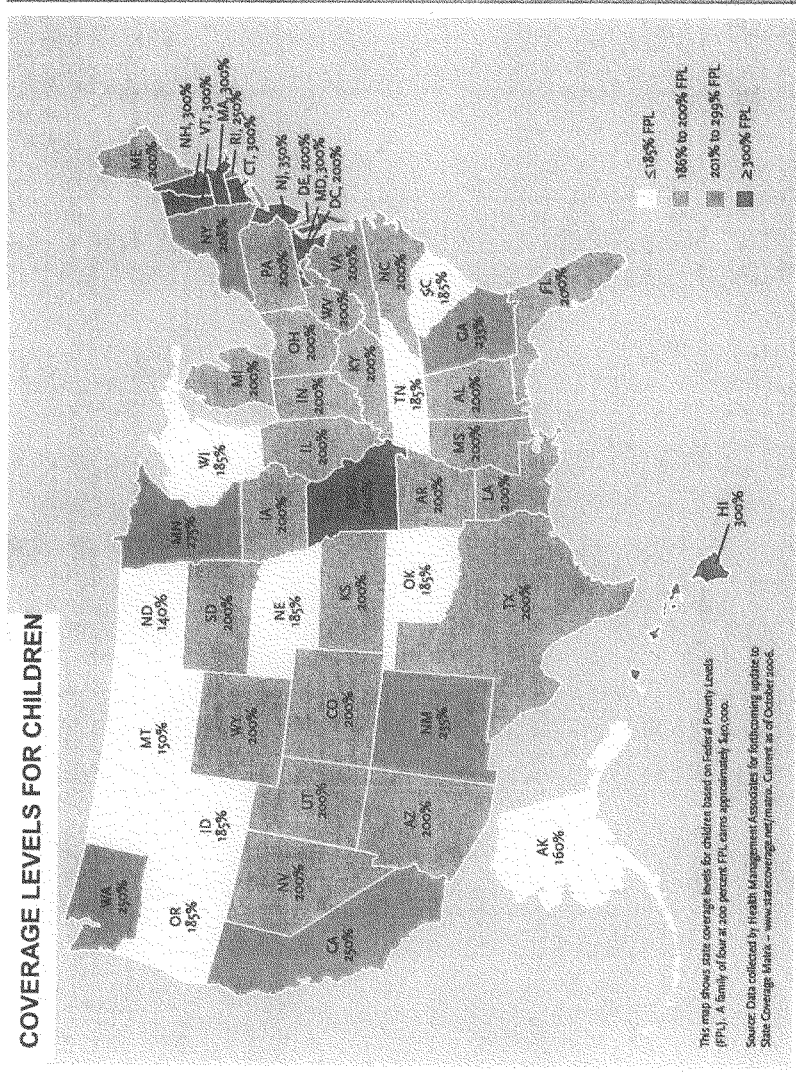 COVERAGE LEVELS FOR CHILDREN
WA
250%
OR
185%
CA
250%
NV
200%
ID
185%
MT
150%
WY
200%
UT
200%
AZ
200%
CO
200%
NM
235%
ND
140%
SD
200%
NE
185%
KS
200%
OK
185%
TX
200%
MN
275%
IA
200%
AR
200%
LA
200%
WI
185%
IL
200%
MI
200%
IN
200%
OH
200%
KY
200%
TN
185%
MS
200%
AL
200%
GA
235%
FL
200%
SC
185%
NC
200%
VA
200%
WV
200%
PA
200%
NY
ME
200%
NH, 300%
VT, 300%
MA, 300%
RI, 250%
CT, 300%
NJ, 350%
DE, 200%
MD, 300%
DC, 200%
AK
160%
HI
300%
≤185% FPL
186% to 200% FPL
201% to 299% FPL
≥300% FPL
This map shows state coverage levels for children based on Federal Poverty Levels
(FPL). A family of four at 200 percent FPL earns approximately $40,000.
Source: Data collected by Health Management Associates for forthcoming update to
State Coverage Matrix – www.statecoverage.net/matrix. Current as of October 2006.